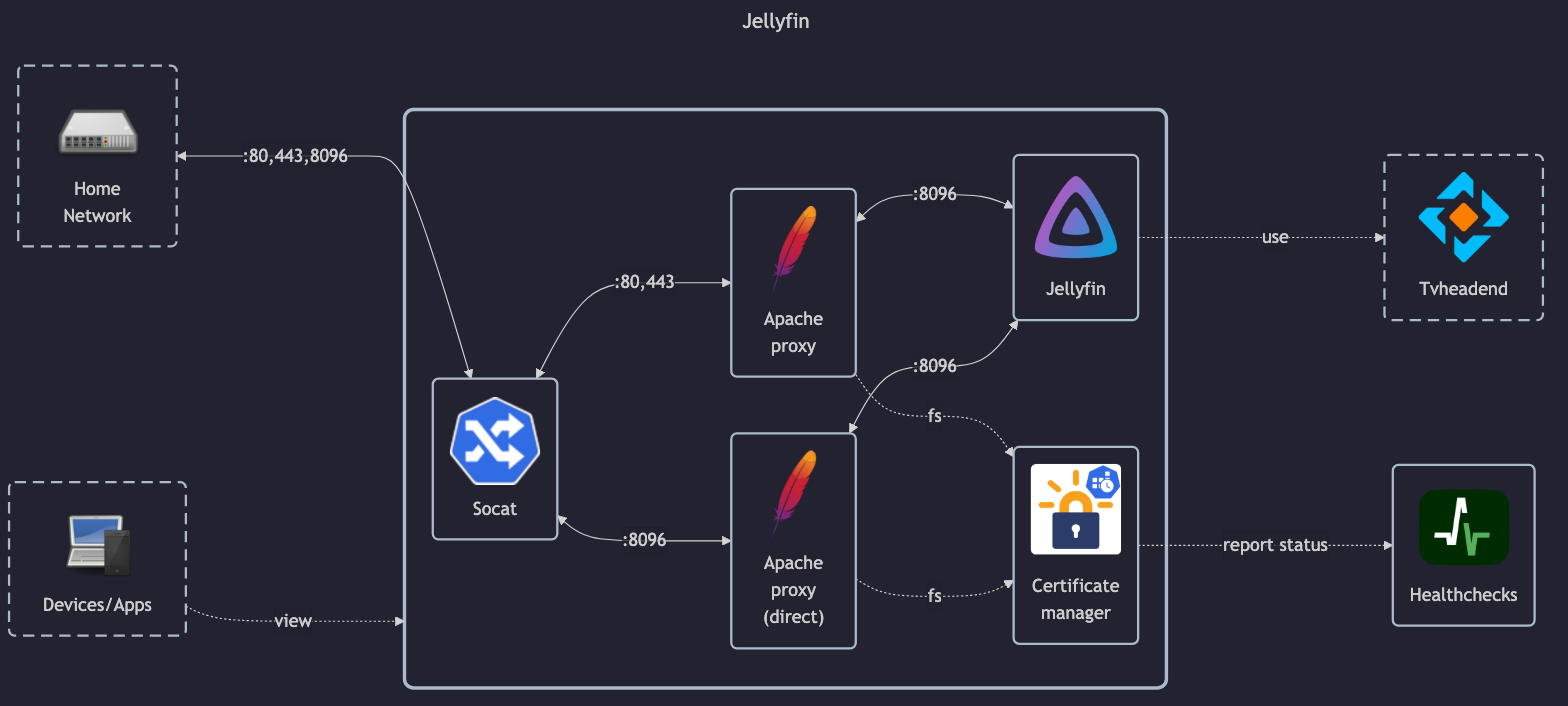 Jellyfin
Home
Network
:80,443,8096
:80,443
:8096
Apache
proxy
:8096
Jellyfin
use
Tvheadend
:8096
fs
Socat
Apache
proxy
(direct)
fs
Certificate
manager
report status
Healthchecks
Devices/Apps
view